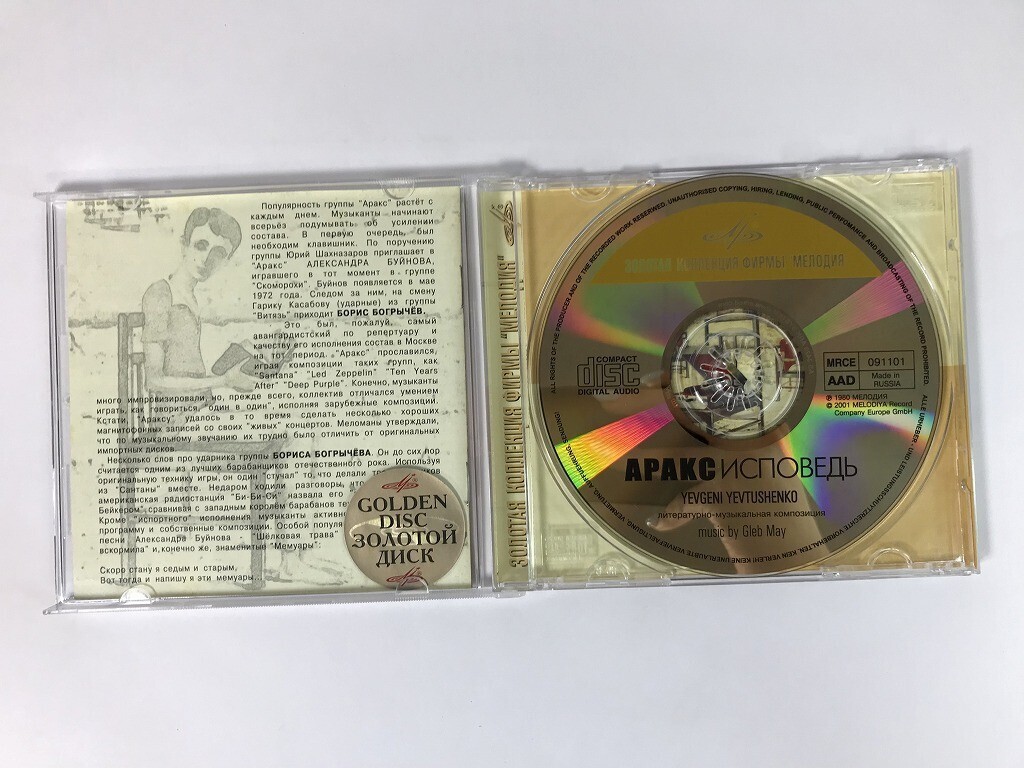 Популярность группы "Аракс" растёт с
каждым днем. Музыканты начинают
всерьёз подумывать об усилении
состава. В первую очередь, был
необходим клавишник. По поручению
группы Юрий Шахназаров приглашает в
"Аракс" АЛЕКСАНДРА БУЙНОВА,
игравшего в тот момент в группе
"Скоморохи". Буйнов появляется в мае
1972 года. Следом за ним, на смену
Гарику Касабову (ударные) из группы
"Витязь" приходит БОРИС БОГРЫЧЁВ.
Это был, пожалуй, самый
авангардистский по репертуару и
качеству его исполнения состав в Москве
на тот период. "Аракс" прославился,
играя композиции таких групп, как
"Santana" "Led Zeppelin" "Ten Years
After" "Deep Purple". Конечно, музыканты
много импровизировали, но, прежде всего, коллектив отличался умением
играть, как говориться, "один в один", исполняя зарубежные композиции.
Кстати "Араксу" удалось в то время сделать несколько хороших
магнитофонных записей со своих "живых" концертов. Меломаны утверждали,
что по музыкальному звучанию их трудно было отличить от оригинальных
импортных дисков.
Несколько слов про ударника группы БОРИСА БОГРЫЧЁВА. Он до сих пор
считается одним из лучших барабанщиков отечественного рока. Используя
оригинальную технику игры, он один "стучал" то, что делали
из "Сантаны" вместе. Недаром ходили разговоры, что
американская радиостанция "Би-Би-Си" назвала его
Бейкером", сравнивая с западным королём барабанов
Кроме "испортного" исполнения музыканты
программу и собственные композиции. Особой
песни Александра Буйнова "Шёлковая трава"
вскормила" и,конечно же, знаменитые "Мемуары":
Скоро стану я седым и старым,
Вот тогда и напишу я эти мемуары...
GOLDEN
DISC
ЗОЛОТОЙ
ДИСК
ЗОЛОТАЯ КОЛЛЕКЦИЯ ФИРМЫ "МЕЛОДИЯ"
ALL RIGHTS OF THE PRODUCER AND OF THE RECORDED WORK RESERWED. UNAUTHORISED COPYING, HIRING, LENDING, PUBLIC PERFOMANCE AND BROADCASTING OF THE RECORD PROHIBITED.
ЗОЛОТАЯ КОЛЛЕКЦИЯ ФИРМЫ МЕЛОДИЯ
COMPACT
disc
DIGITAL AUDIO
MRCE 091101
AAD Made in
RUSSIA
℗ 1980 МЕЛОДИЯ
© 2001 MELODIYA Record
Company Europe GmbH
АРАКС ИСПОВЕДЬ
YEVGENI YEVTUSHENKO
литературно-музыкальная композиция
music by Gleb May